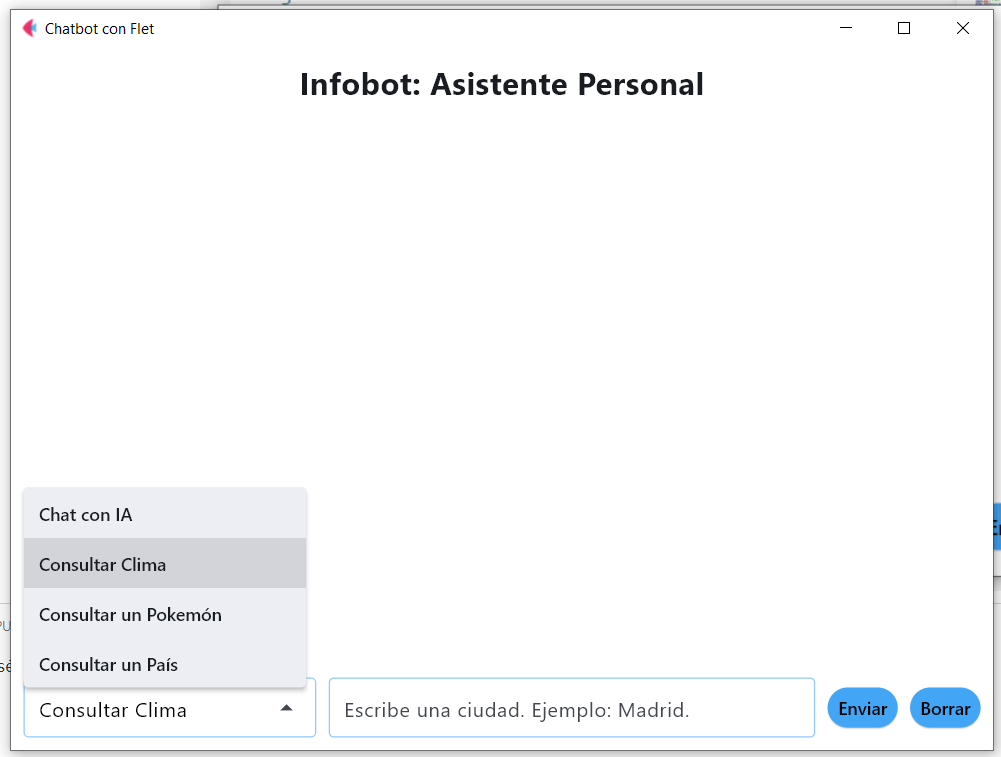 Chatbot con Flet
Infobot: Asistente Personal
Chat con IA
Consultar Clima
Consultar un Pokemón
Consultar un País
Consultar Clima
Escribe una ciudad. Ejemplo: Madrid.
Enviar
Borrar